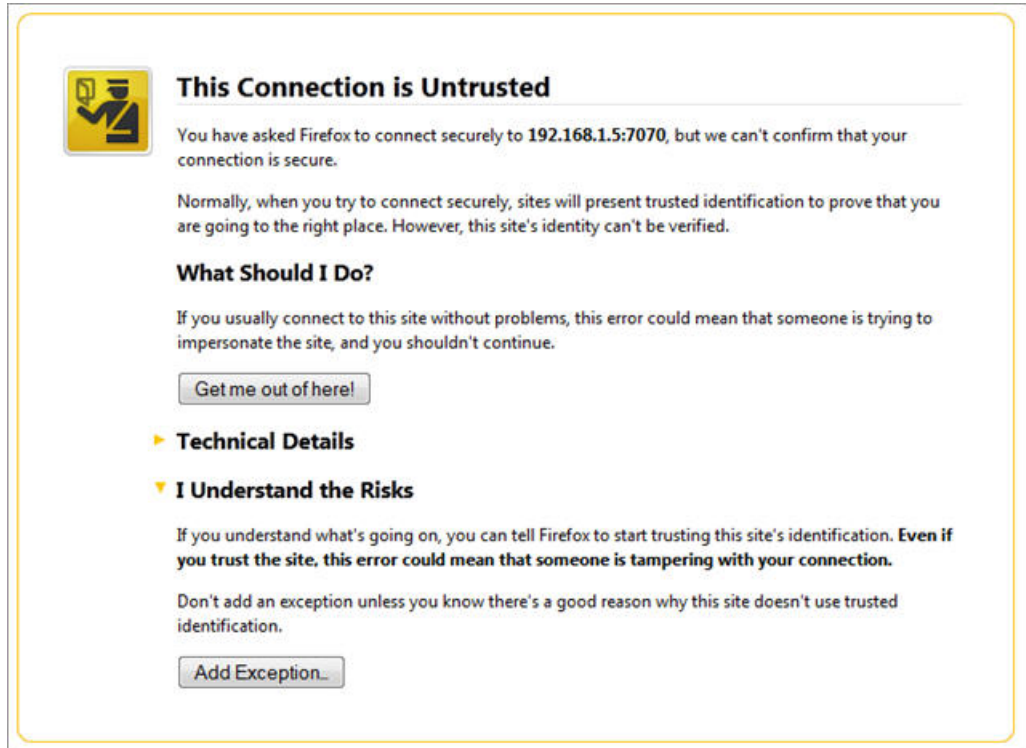 This Connection is Untrusted
You have asked Firefox to connect securely to 192.168.1.5:7070, but we can't confirm that your
connection is secure.
Normally, when you try to connect securely, sites will present trusted identification to prove that you
are going to the right place. However, this site's identity can't be verified.
What Should I Do?
If you usually connect to this site without problems, this error could mean that someone is trying to
impersonate the site, and you shouldn't continue.
Get me out of here!
Technical Details
I Understand the Risks
If you understand what's going on, you can tell Firefox to start trusting this site's identification. Even if
you trust the site, this error could mean that someone is tampering with your connection.
Don't add an exception unless you know there's a good reason why this site doesn't use trusted
identification.
Add Exception...